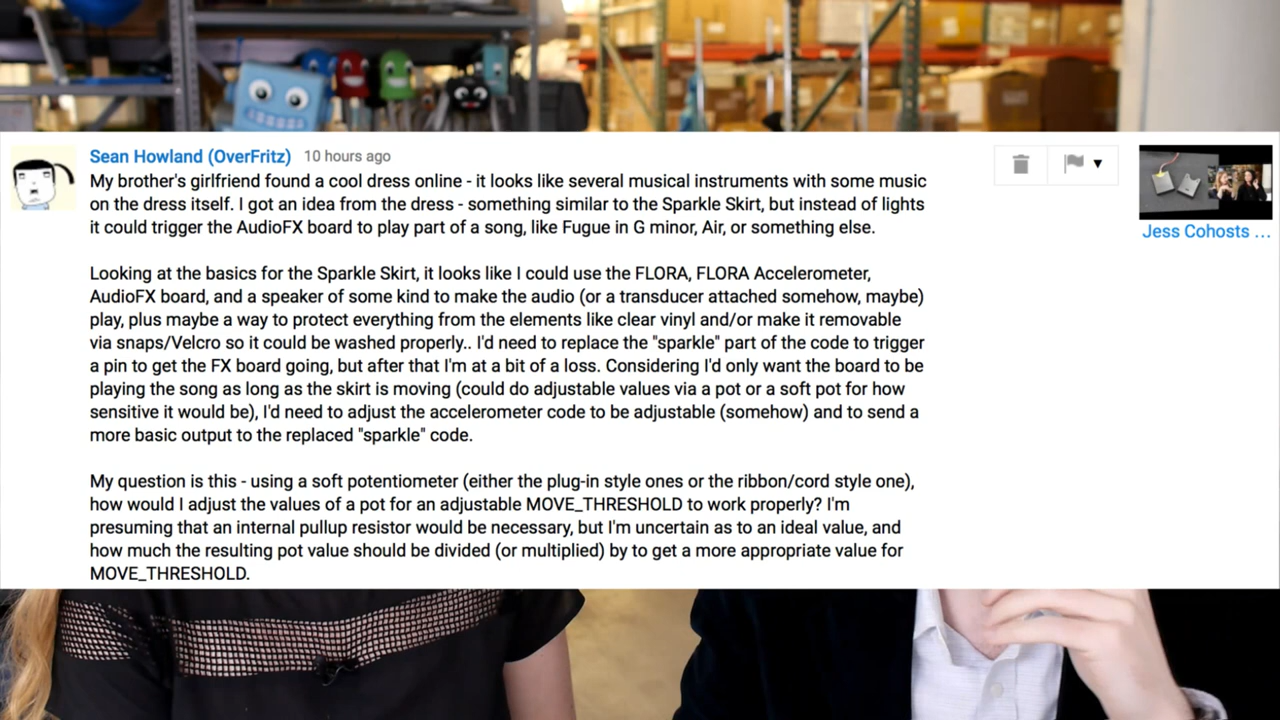 Sean Howland (OverFritz) 10 hours ago
My brother's girlfriend found a cool dress online - it looks like several musical instruments with some music
on the dress itself. I got an idea from the dress - something similar to the Sparkle Skirt, but instead of lights
it could trigger the AudioFX board to play part of a song, like Fugue in G minor, Air, or something else.
Looking at the basics for the Sparkle Skirt, it looks like I could use the FLORA, FLORA Accelerometer,
AudioFX board, and a speaker of some kind to make the audio (or a transducer attached somehow, maybe)
play, plus maybe a way to protect everything from the elements like clear vinyl and/or make it removable
via snaps/Velcro so it could be washed properly.. I'd need to replace the "sparkle" part of the code to trigger
a pin to get the FX board going, but after that I'm at a bit of a loss. Considering I'd only want the board to be
playing the song as long as the skirt is moving (could do adjustable values via a pot or a soft pot for how
sensitive it would be), I'd need to adjust the accelerometer code to be adjustable (somehow) and to send a
more basic output to the replaced "sparkle" code.
My question is this - using a soft potentiometer (either the plug-in style ones or the ribbon/cord style one),
how would I adjust the values of a pot for an adjustable MOVE_THRESHOLD to work properly? I'm
presuming that an internal pullup resistor would be necessary, but I'm uncertain as to an ideal value, and
how much the resulting pot value should be divided (or multiplied) by to get a more appropriate value for
MOVE_THRESHOLD.
Jess Cohosts ...